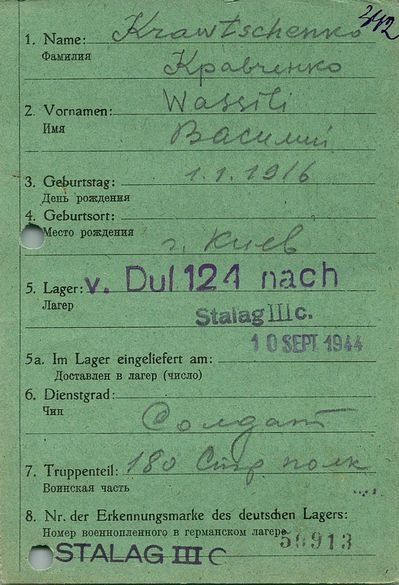 342
1. Name: Krawtschenko
Фамилия
Кравченко
2. Vornamen: Wassili
Имя
Василий
3. Geburtstag: 1.1.1916
День рождения
4. Geburtsort:
Место рождения
г. Киев
5. Lager: v. Dul 124 nach
Лагер
Stalag III c.
10 SEPT 1944
5a. Im Lager eingeliefert am:
Доставлен в лагер (число)
6. Dienstgrad:
Чин
Солдат
7. Truppenteil: 180 Стр полк
Воинская часть
8. Nr. der Erkennungsmarke des deutschen Lagers:
Номер военнопленного в германском лагере
56913
STALAG III C